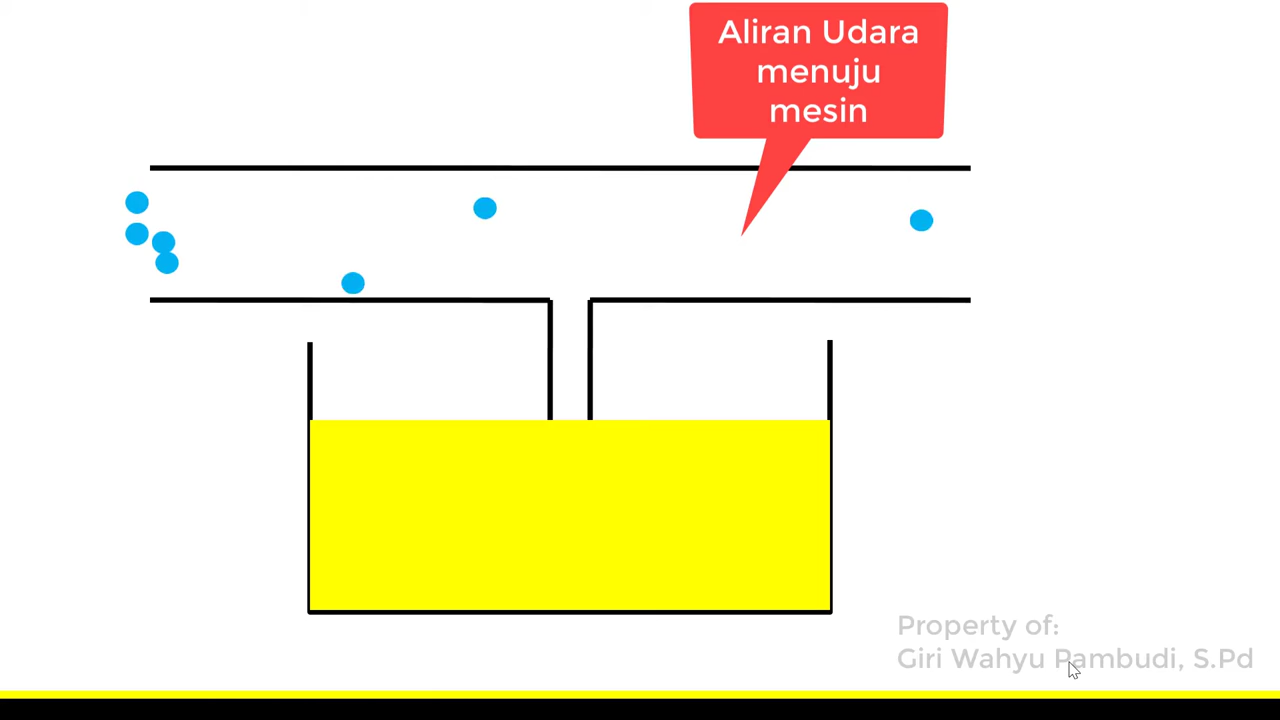 Aliran Udara
menuju
mesin
Property of:
Giri Wahyu Pambudi, S.Pd